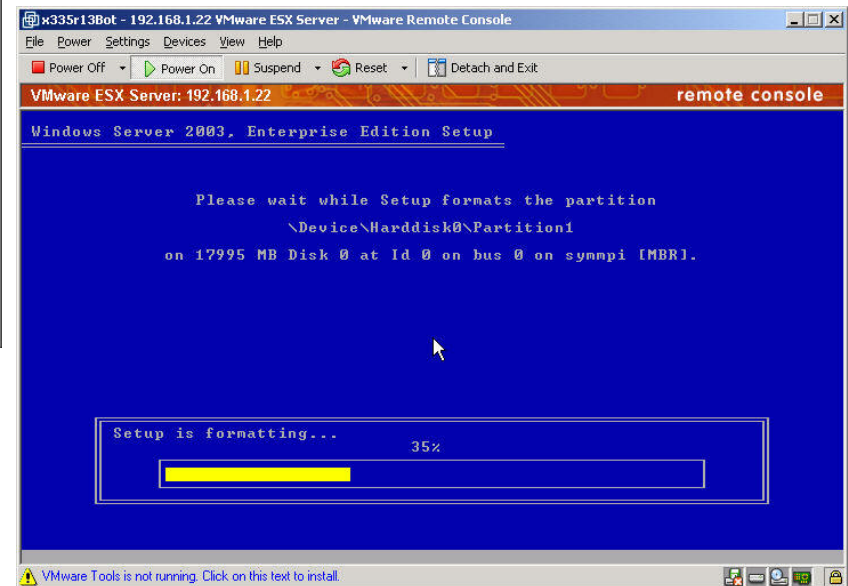 x335r13Bot - 192.168.1.22 VMware ESX Server - VMware Remote Console
File Power Settings Devices View Help
Power Off Power On Suspend Reset Detach and Exit
VMware ESX Server: 192.168.1.22 remote console
Windows Server 2003, Enterprise Edition Setup
Please wait while Setup formats the partition
\Device\Harddisk0\Partition1
on 17995 MB Disk 0 at Id 0 on bus 0 on symmpi [MBR].
Setup is formatting...
35%
VMware Tools is not running. Click on this text to install.